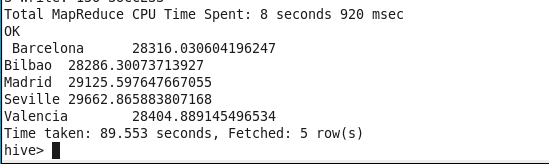 Total MapReduce CPU Time Spent: 8 seconds 920 msec
OK
 Barcelona       28316.030604196247
Bilbao  28286.30073713927
Madrid  29125.597647667055
Seville 29662.865883807168
Valencia        28404.889145496534
Time taken: 89.553 seconds, Fetched: 5 row(s)
hive>